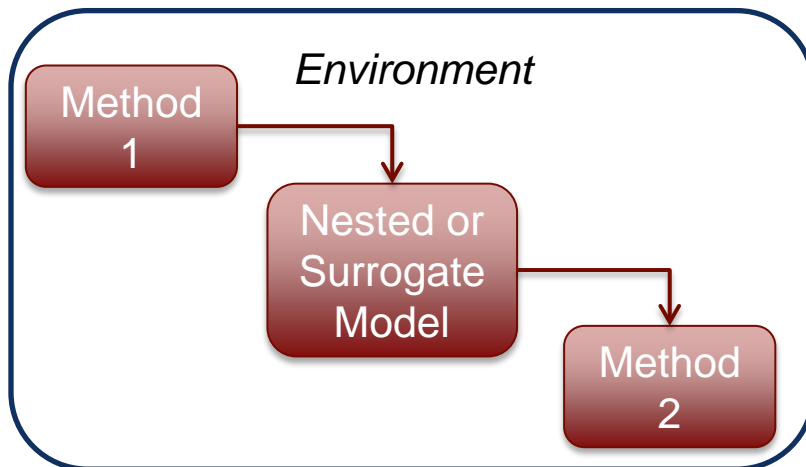 Environment
Method
1
Nested or
Surrogate
Model
Method
2